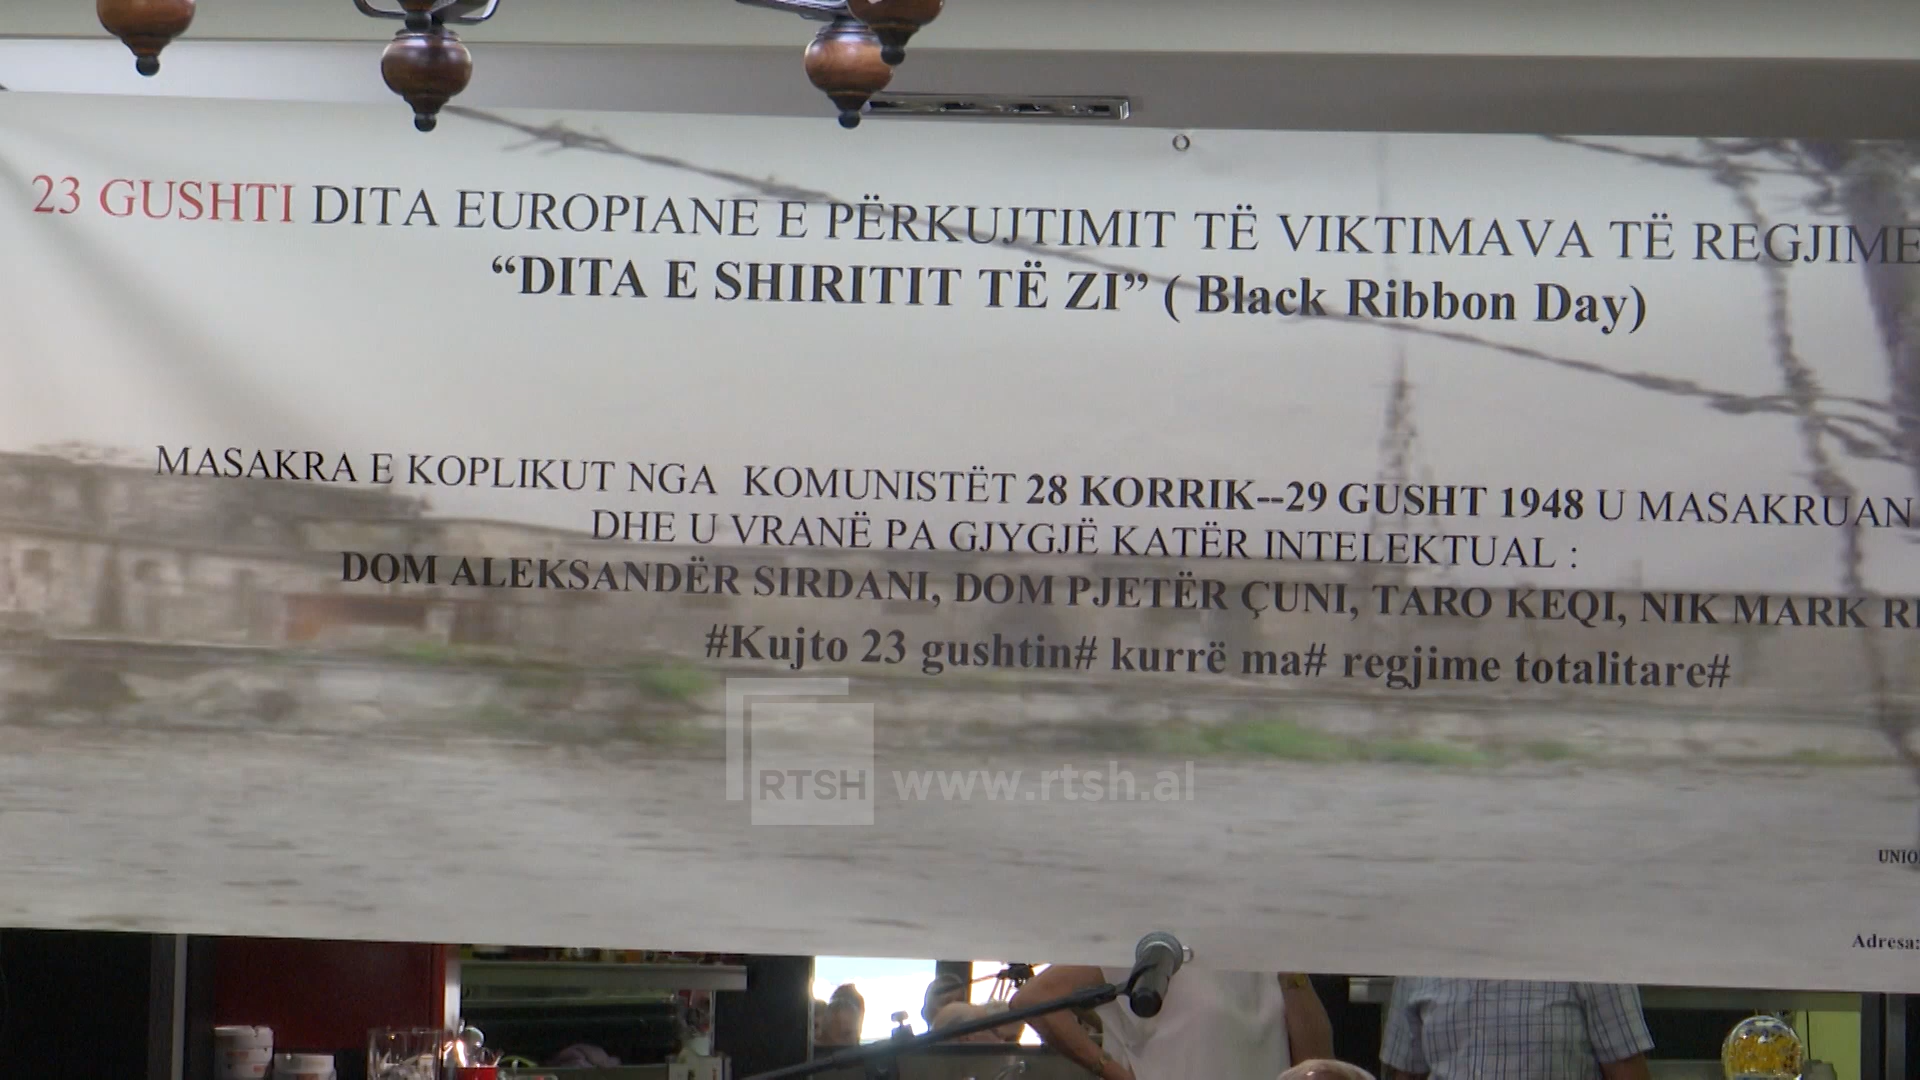 23 GUSHTI DITA EUROPIANE E PËRKUJTIMIT TË VIKTIMAVA TË REGJIME
“DITA E SHIRITIT TË ZI” ( Black Ribbon Day)
MASAKRA E KOPLIKUT NGA KOMUNISTËT 28 KORRIK--29 GUSHT 1948 U MASAKRUAN
DHE U VRANË PA GJYGJË KATËR INTELEKTUAL :
DOM ALEKSANDËR SIRDANI, DOM PJETËR ÇUNI, TARO KEQI, NIK MARK
#Kujto 23 gushtin# kurrë ma# regjime totalitare#
RTSH www.rtsh.al
UNIO
Adresa: